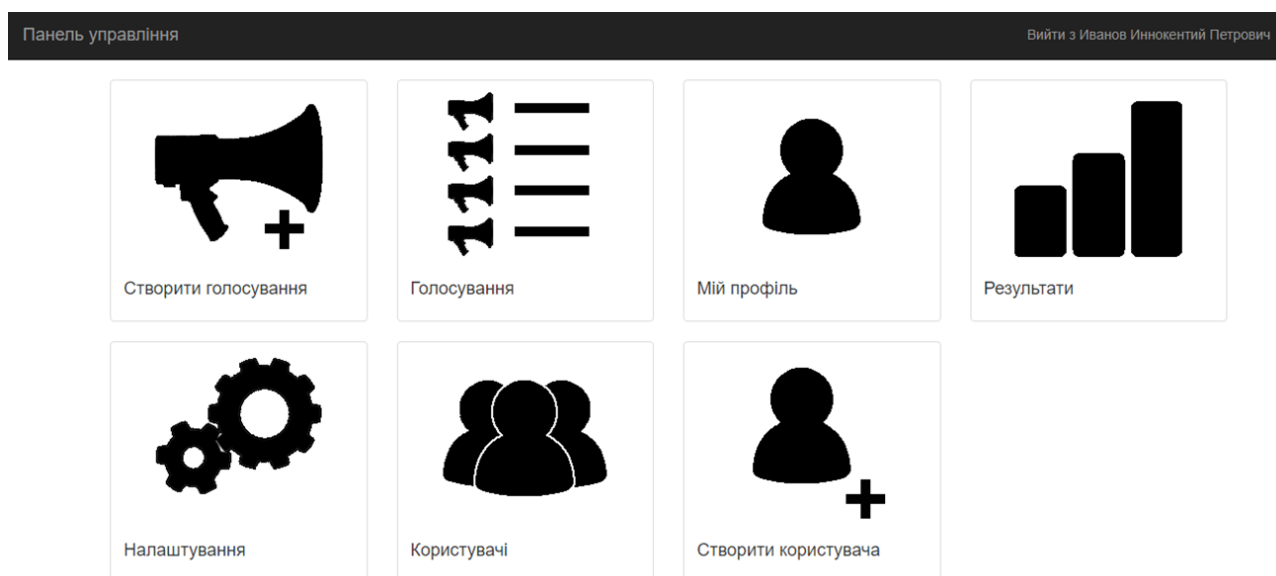 Панель управління
Вийти з Иванов Иннокентий Петрович
Створити голосування
Голосування
Мій профіль
Результати
Налаштування
Користувачі
Створити користувача